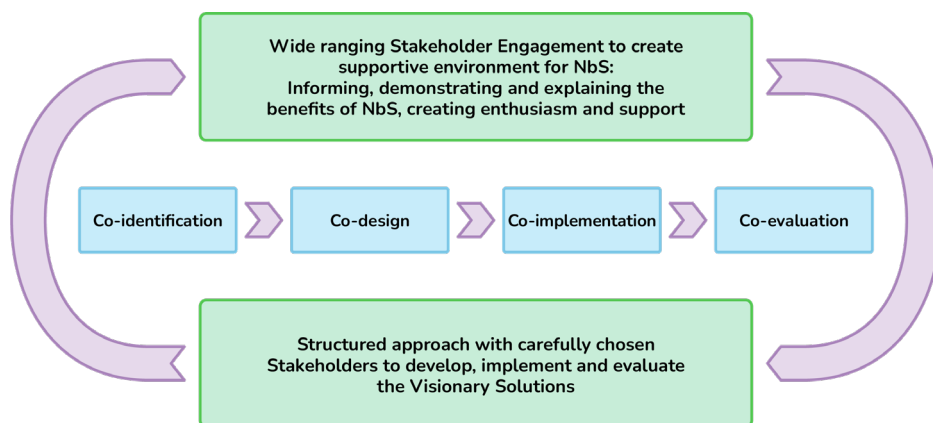 Wide ranging Stakeholder Engagement to create
supportive environment for NbS:
Informing, demonstrating and explaining the
benefits of NbS, creating enthusiasm and support
Co-identification
Co-design
Co-implementation
Co-evaluation
Structured approach with carefully chosen
Stakeholders to develop, implement and evaluate
the Visionary Solutions